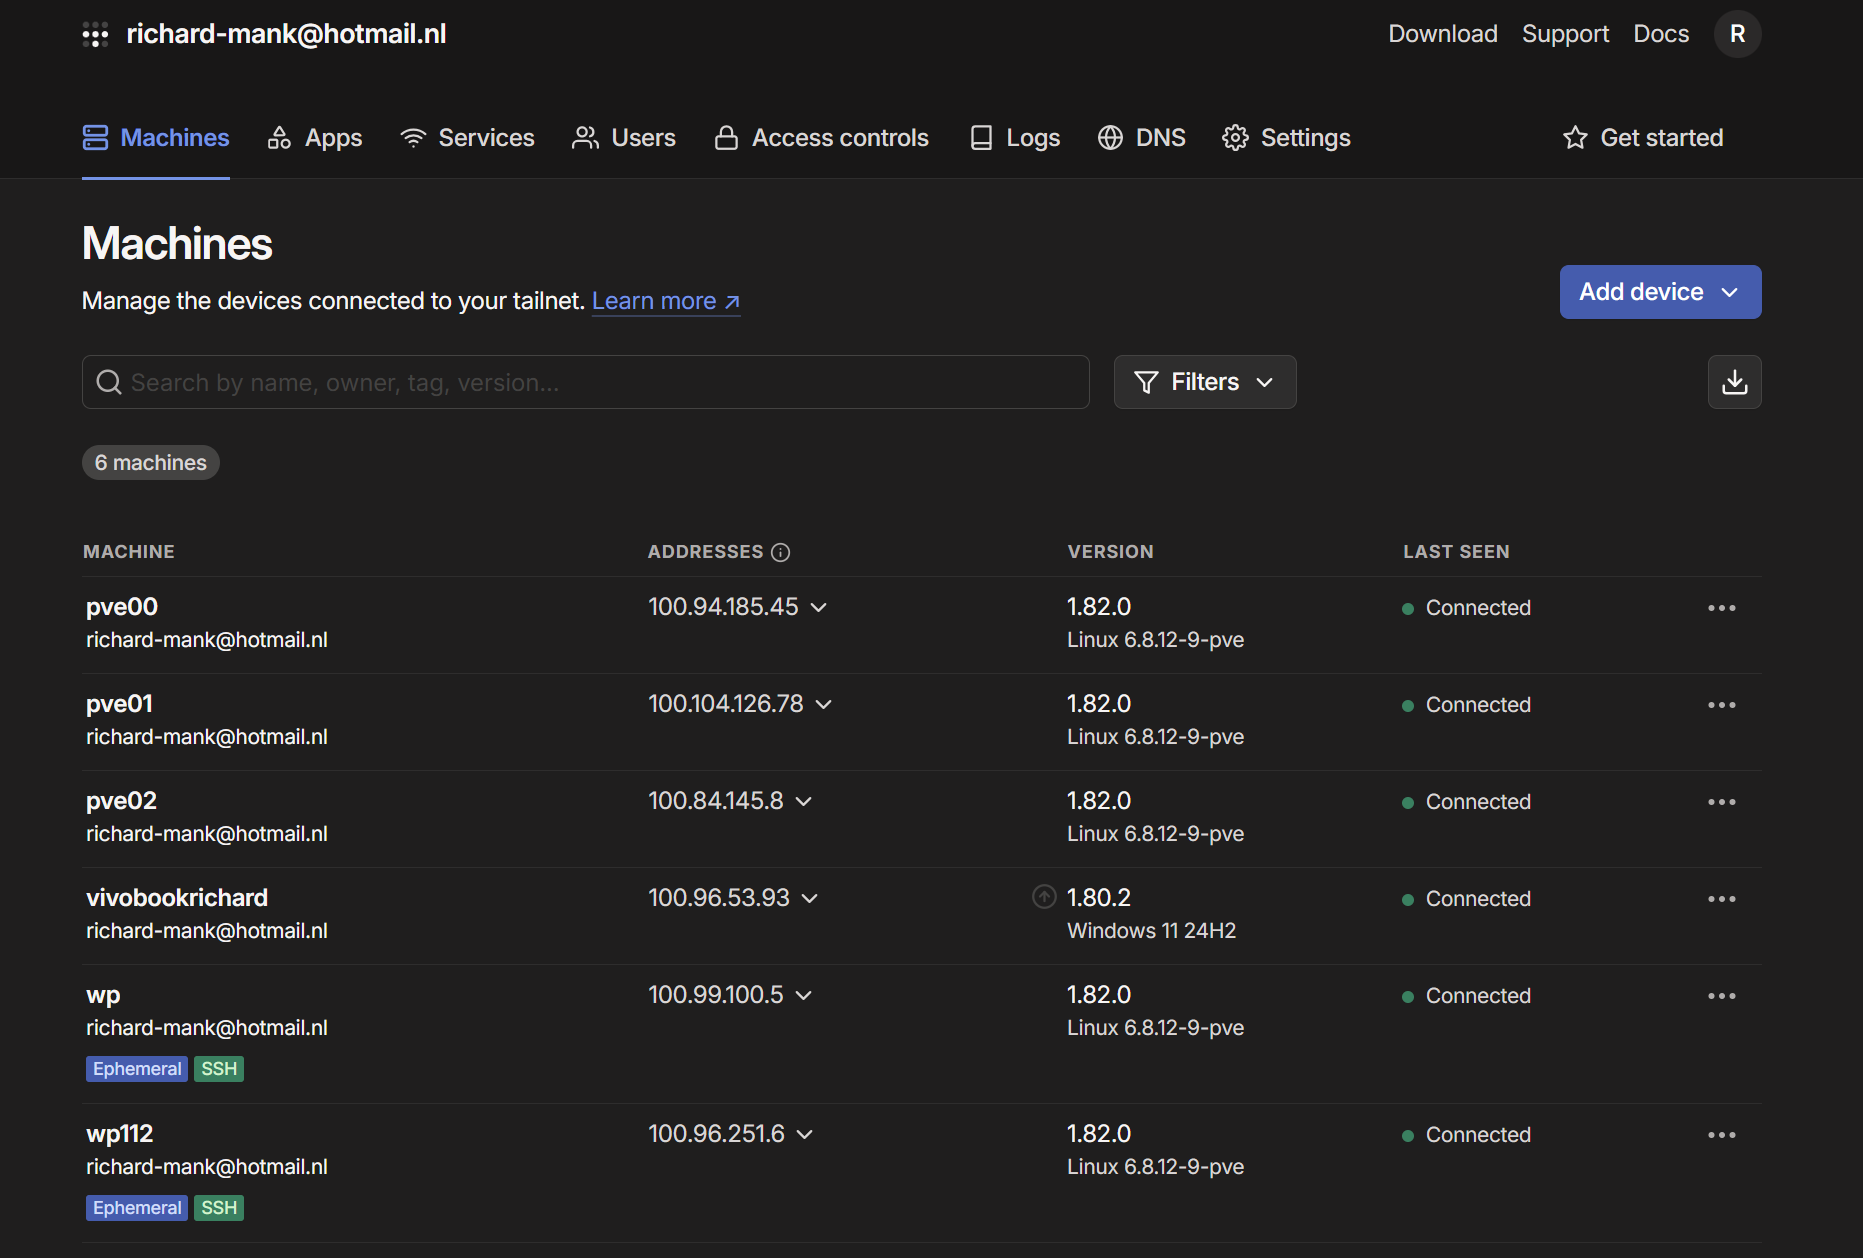 richard-mank@hotmail.nl
Download Support Docs R
Machines Apps Services Users Access controls Logs DNS Settings Get started
Machines
Manage the devices connected to your tailnet. Learn more ↗
Add device
Search by name, owner, tag, version...
Filters
6 machines
MACHINE ADDRESSES VERSION LAST SEEN
pve00 100.94.185.45 1.82.0 Connected
richard-mank@hotmail.nl Linux 6.8.12-9-pve
pve01 100.104.126.78 1.82.0 Connected
richard-mank@hotmail.nl Linux 6.8.12-9-pve
pve02 100.84.145.8 1.82.0 Connected
richard-mank@hotmail.nl Linux 6.8.12-9-pve
vivobookrichard 100.96.53.93 1.80.2 Connected
richard-mank@hotmail.nl Windows 11 24H2
wp 100.99.100.5 1.82.0 Connected
richard-mank@hotmail.nl Linux 6.8.12-9-pve
Ephemeral SSH
wp112 100.96.251.6 1.82.0 Connected
richard-mank@hotmail.nl Linux 6.8.12-9-pve
Ephemeral SSH